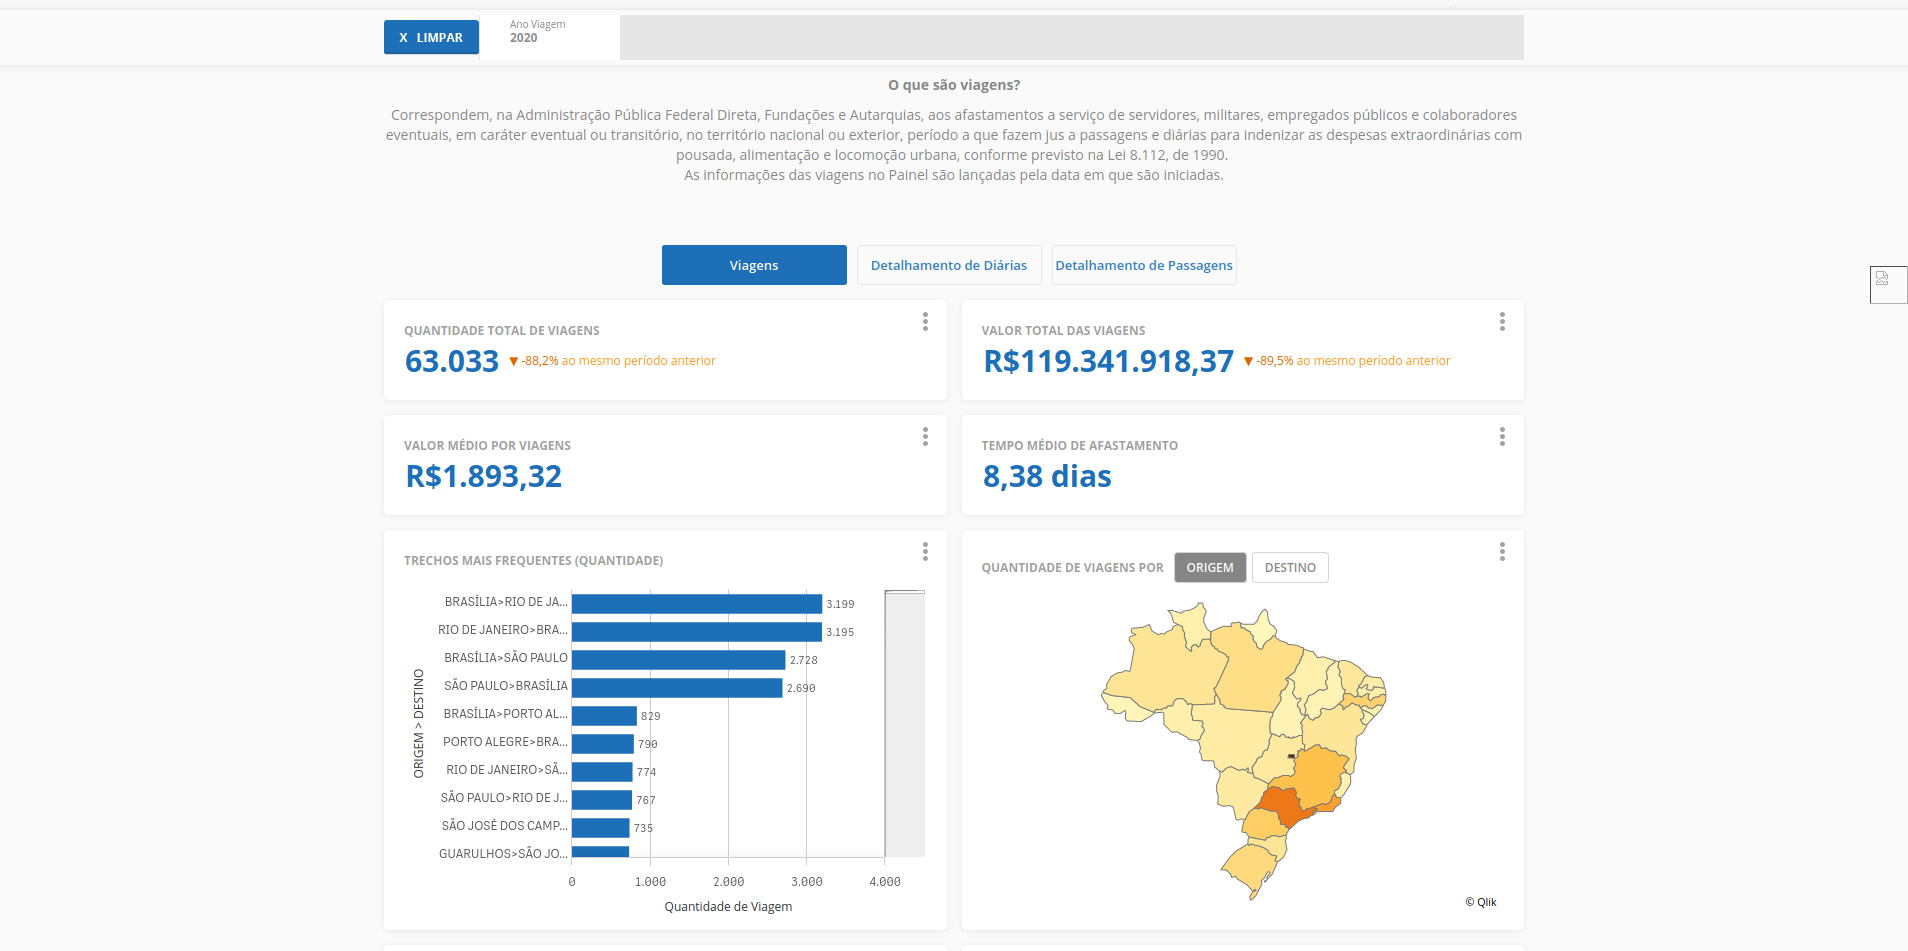 X LIMPAR
Ano Viagem
2020
O que são viagens?
Correspondem, na Administração Pública Federal Direta, Fundações e Autarquias, aos afastamentos a serviço de servidores, militares, empregados públicos e colaboradores
eventuais, em caráter eventual ou transitório, no território nacional ou exterior, período a que fazem jus a passagens e diárias para indenizar as despesas extraordinárias com
pousada, alimentação e locomoção urbana, conforme previsto na Lei 8.112, de 1990.
As informações das viagens no Painel são lançadas pela data em que são iniciadas.
Viagens
Detalhamento de Diárias
Detalhamento de Passagens
QUANTIDADE TOTAL DE VIAGENS
63.033 ▼ -88,2% ao mesmo período anterior
VALOR TOTAL DAS VIAGENS
R$119.341.918,37 ▼ -89,5% ao mesmo período anterior
VALOR MÉDIO POR VIAGENS
R$1.893,32
TEMPO MÉDIO DE AFASTAMENTO
8,38 dias
TRECHOS MAIS FREQUENTES (QUANTIDADE)
ORIGEM > DESTINO
BRASÍLIA>RIO DE JA... 3.199
RIO DE JANEIRO>BRA... 3.195
BRASÍLIA>SÃO PAULO 2.728
SÃO PAULO>BRASÍLIA 2.690
BRASÍLIA>PORTO AL... 829
PORTO ALEGRE>BRA... 790
RIO DE JANEIRO>SÃ... 774
SÃO PAULO>RIO DE J... 767
SÃO JOSÉ DOS CAMP... 735
GUARULHOS>SÃO JO...
0 1.000 2.000 3.000 4.000
Quantidade de Viagem
QUANTIDADE DE VIAGENS POR ORIGEM DESTINO
© Qlik